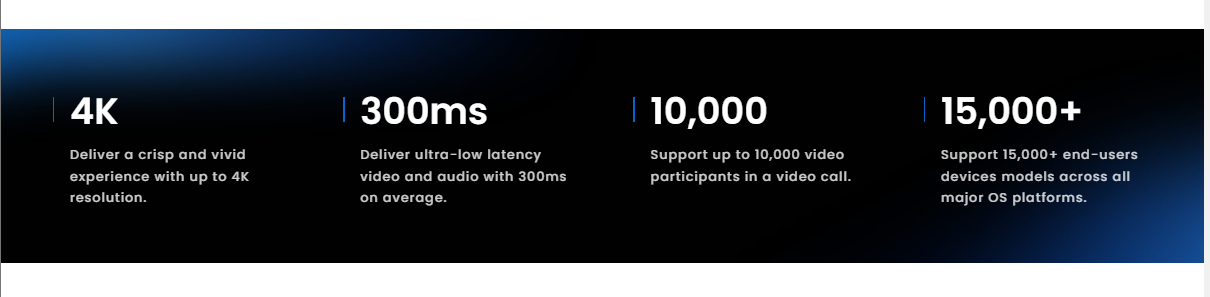 4K
Deliver a crisp and vivid
experience with up to 4K
resolution.
300ms
Deliver ultra-low latency
video and audio with 300ms
on average.
10,000
Support up to 10,000 video
participants in a video call.
15,000+
Support 15,000+ end-users
devices models across all
major OS platforms.